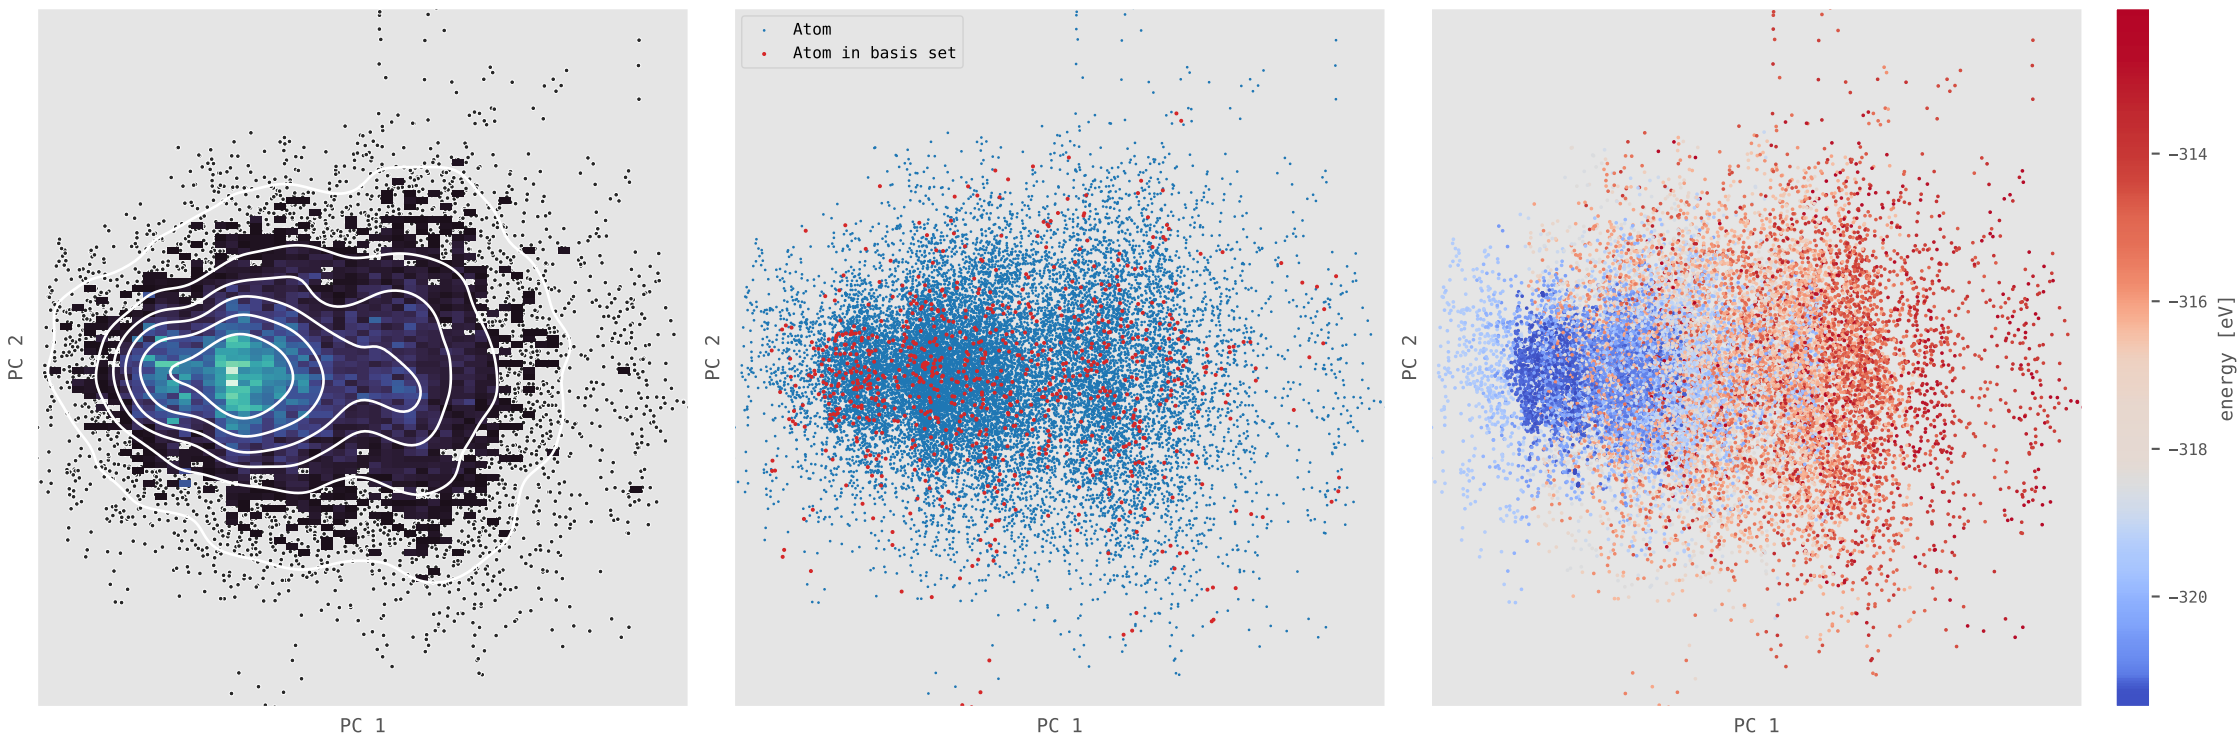 PC 2
PC 1
Atom
Atom in basis set
PC 2
PC 1
PC 2
PC 1
−314
−316
−318
−320
energy [eV]